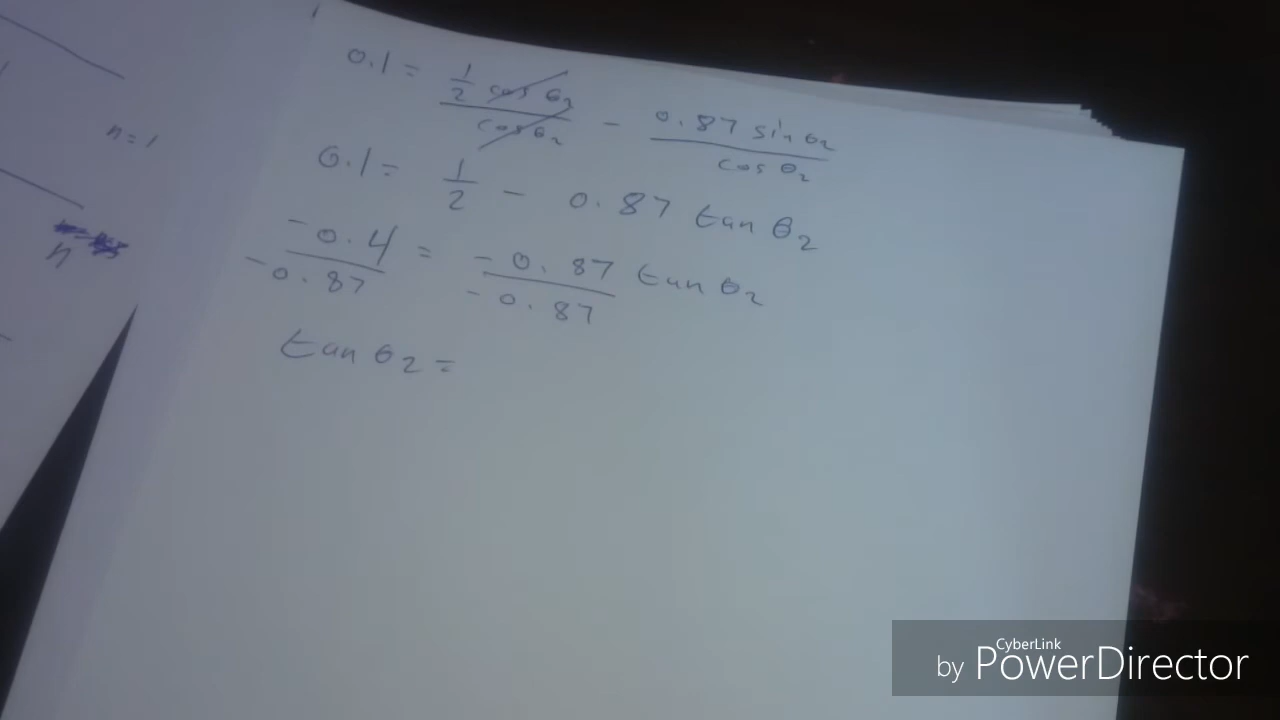 0.1 = 1/2 cos θ2 / cos θ2 - 0.87 sin θ2 / cos θ2
n = 1
0.1 = 1/2 - 0.87 tan θ2
n
-0.4 / -0.87 = -0.87 / -0.87 tan θ2
tan θ2 =
by CyberLink PowerDirector